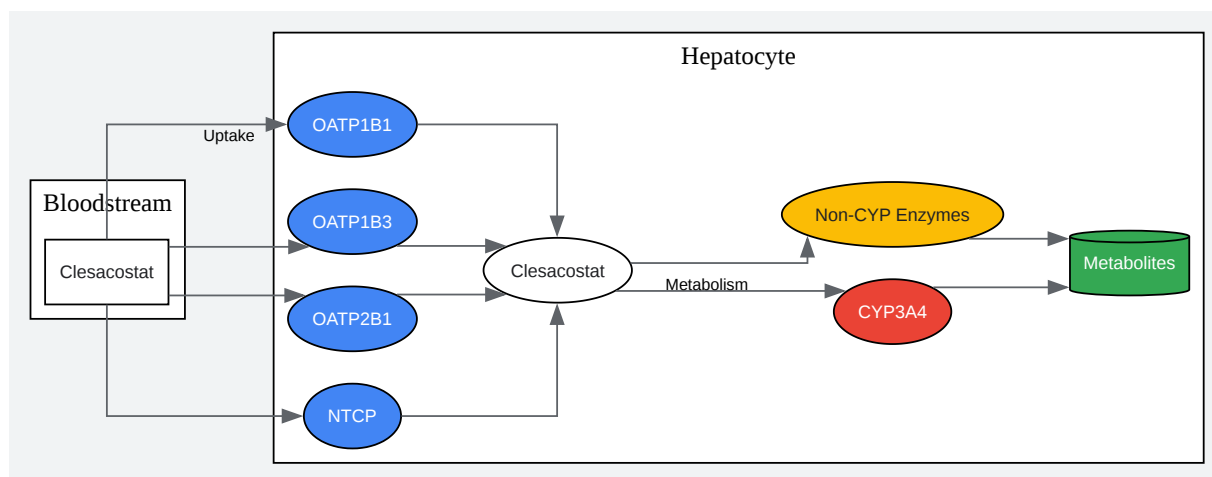 Hepatocyte
OATP1B1
Uptake
Bloodstream
OATP1B3
Non-CYP Enzymes
Clesacostat
Clesacostat
Metabolites
Metabolism
OATP2B1
CYP3A4
NTCP